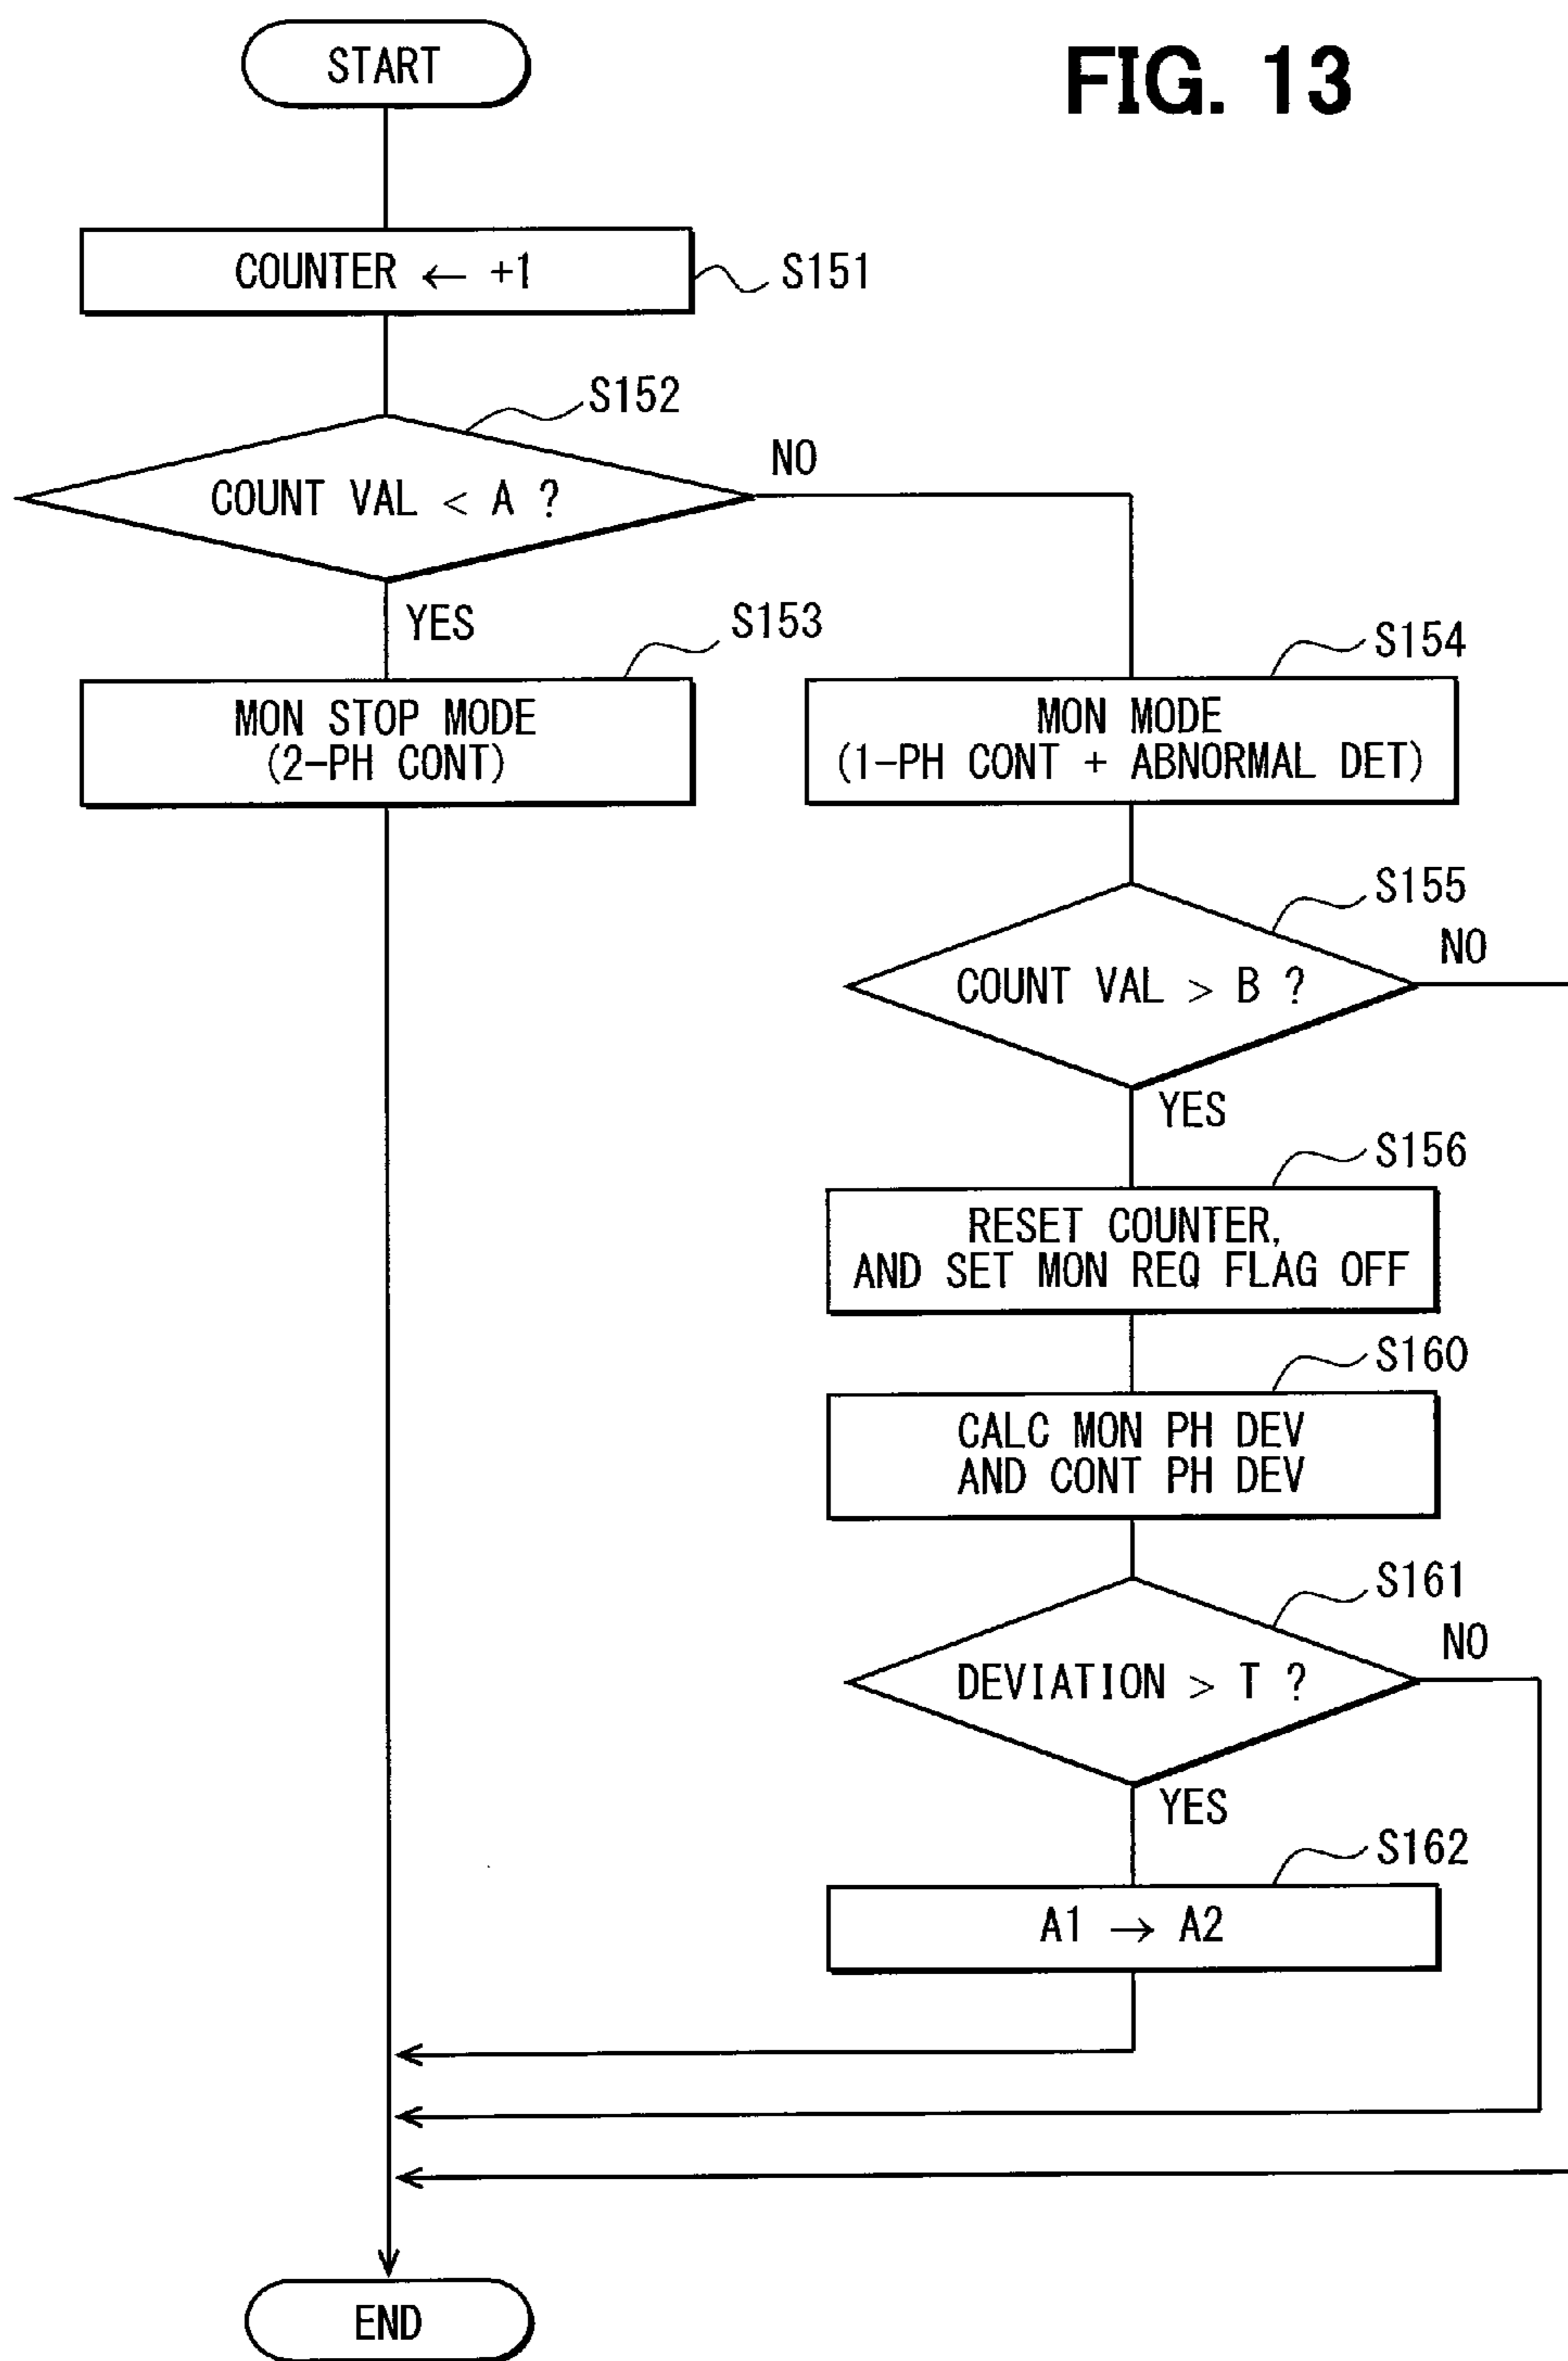 FIG. 13
START
COUNTER ← +1
S151
S152
COUNT VAL < A ?
NO
YES
S153
MON STOP MODE
(2-PH CONT)
S154
MON MODE
(1-PH CONT + ABNORMAL DET)
S155
COUNT VAL > B ?
NO
YES
S156
RESET COUNTER,
AND SET MON REQ FLAG OFF
S160
CALC MON PH DEV
AND CONT PH DEV
S161
DEVIATION > T ?
NO
YES
S162
A1 → A2
END